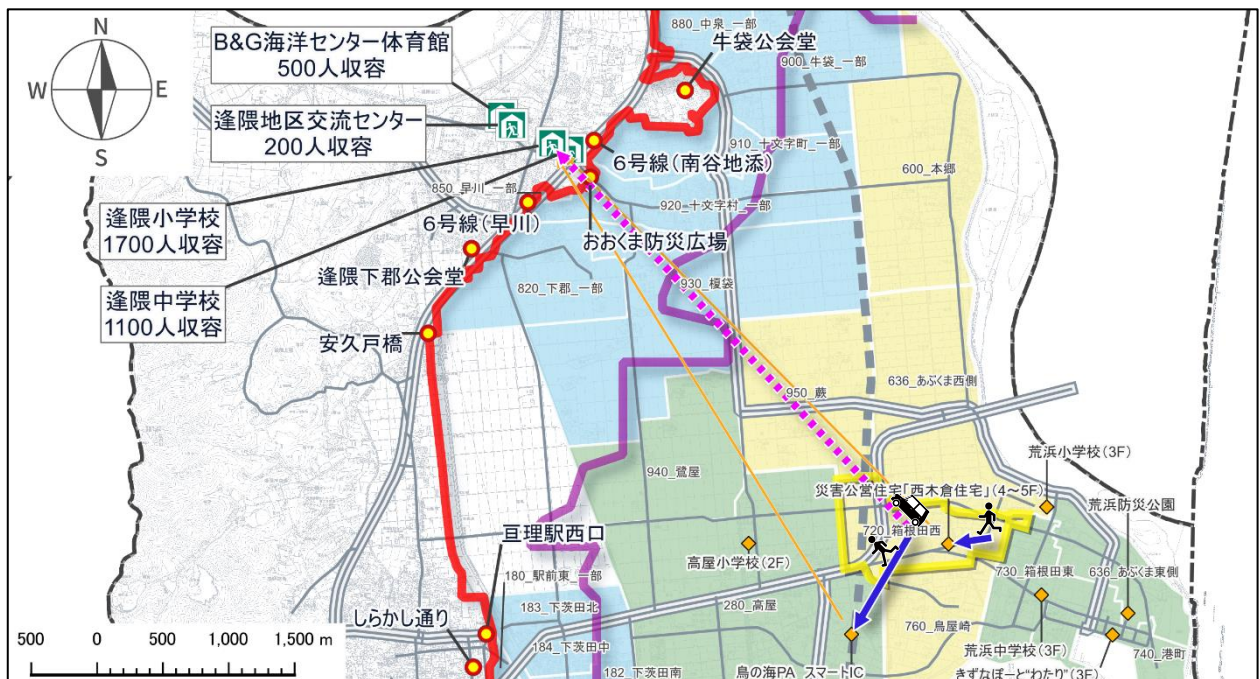 N
W
E
S
B&G海洋センター体育館
500人収容
逢隈地区交流センター
200人収容
逢隈小学校
1700人収容
逢隈中学校
1100人収容
880_中泉_一部
牛袋公会堂
900_牛袋_一部
910_十文字町_一部
6号線(南谷地添)
600_本郷
850_早川_一部
920_十文字村_一部
6号線(早川)
おおくま防災広場
逢隈下郡公会堂
820_下郡_一部
930_榎袋
安久戸橋
950_蕨
636_あぶくま西側
荒浜小学校(3F)
940_鷺屋
災害公営住宅「西木倉住宅」(4~5F)
荒浜防災公園
720_箱根田西
亘理駅西口
高屋小学校(2F)
180_駅前東_一部
730_箱根田東
636_あぶくま東側
183_下茨田北
280_高屋
しらかし通り
184_下茨田中
760_鳥屋崎
荒浜中学校(3F)
740_港町
182_下茨田南
鳥の海PA スマートIC
きずなぽーと“わたり”(3F)
500 0 500 1,000 1,500 m